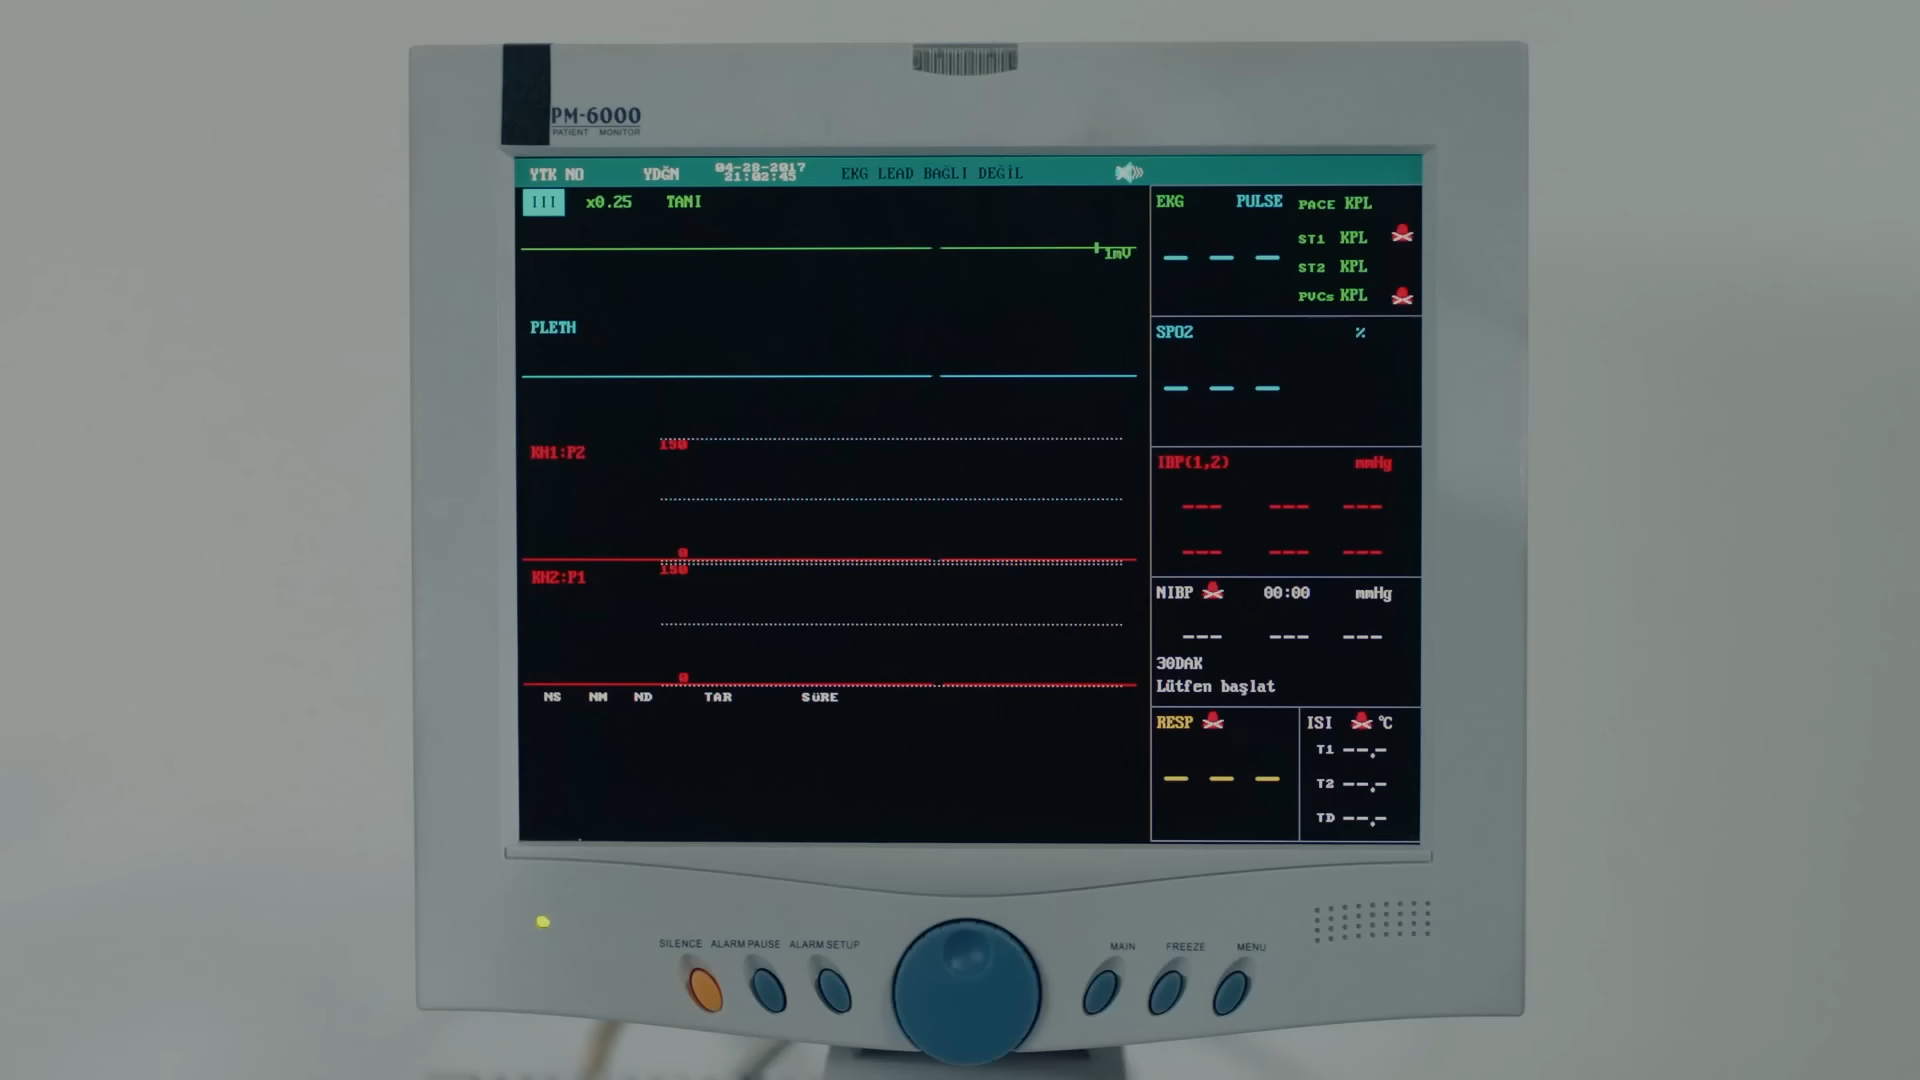 PM-6000
PATIENT MONITOR
YTK NO YDĞN 04-28-2017 EKG LEAD BAĞLI DEĞİL
21:02:45
III x0.25 TANI
1mV
PLETH
KH1:P2 150
0
KH2:P1 150
0
NS NM ND TAR SÜRE
EKG PULSE PACE KPL
ST1 KPL
--- ST2 KPL
PVCs KPL
SPO2 %
---
IBP(1,2) mmHg
--- --- ---
--- --- ---
NIBP 00:00 mmHg
--- --- ---
30DAK
Lütfen başlat
RESP
---
ISI °C
T1 --.-
T2 --.-
TD --.-
SILENCE ALARM PAUSE ALARM SETUP MAIN FREEZE MENU